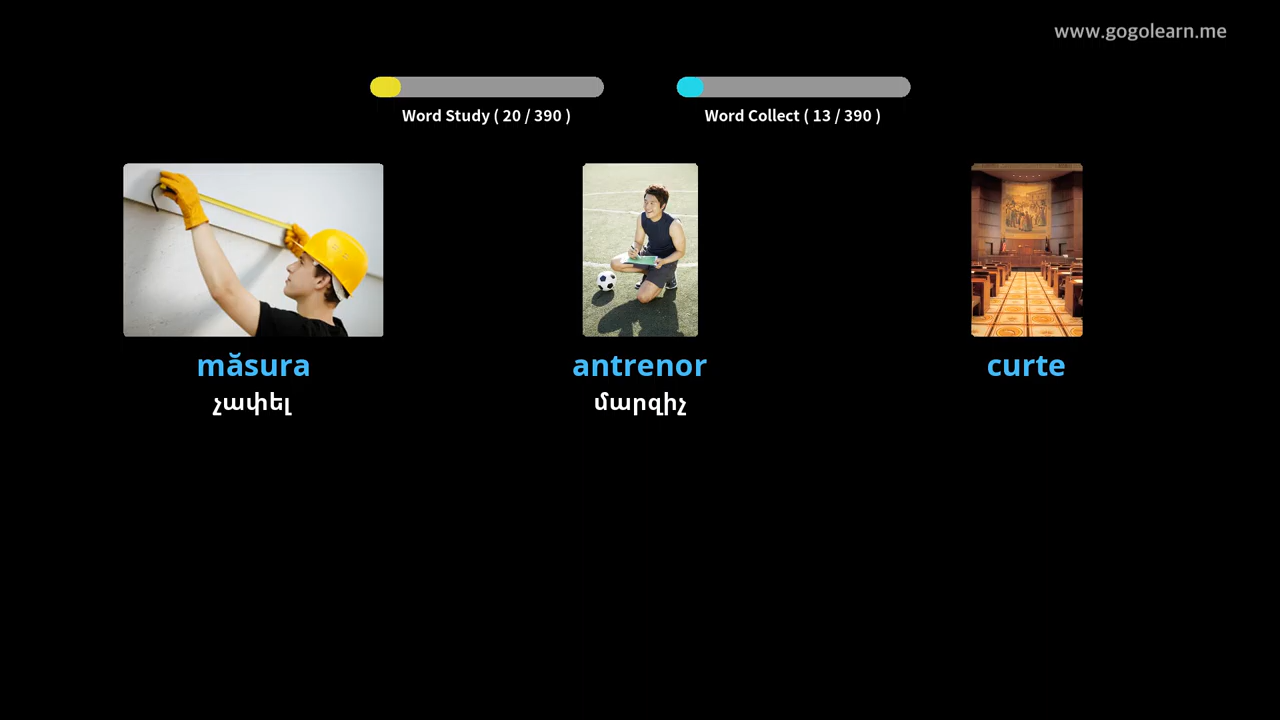 www.gogolearn.me
Word Study ( 20 / 390 )
Word Collect ( 13 / 390 )
măsura
antrenor
curte
չափել
մարզիչ